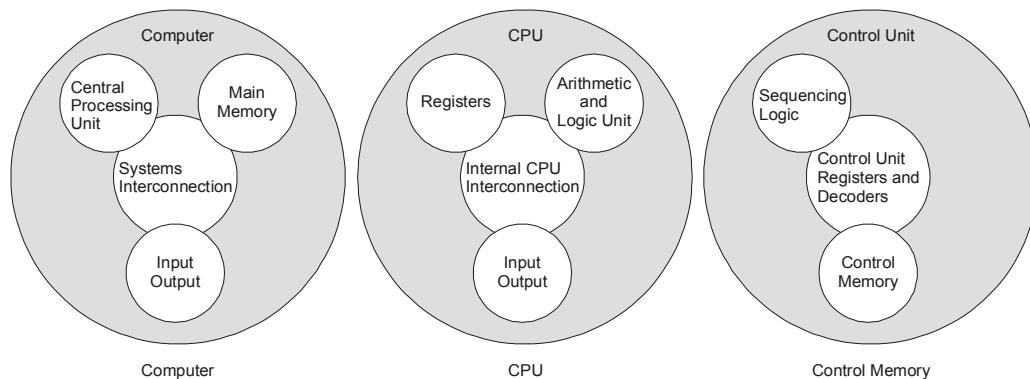 Computer
Central
Processing
Unit
Main
Memory
Systems
Interconnection
Input
Output
Computer
CPU
Registers
Arithmetic
and
Logic Unit
Internal CPU
Interconnection
Input
Output
CPU
Control Unit
Sequencing
Logic
Control Unit
Registers and
Decoders
Control
Memory
Control Memory